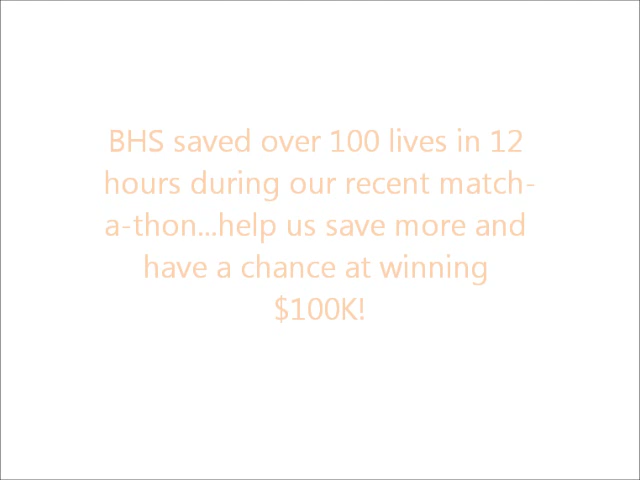 BHS saved over 100 lives in 12
hours during our recent match-
a-thon...help us save more and
have a chance at winning
$100K!